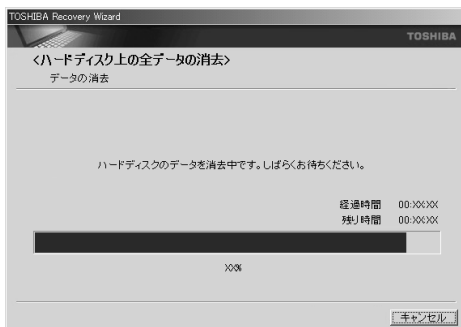 TOSHIBA Recovery Wizard
TOSHIBA
<ハードディスク上の全データの消去>
データの消去
ハードディスクのデータを消去中です。しばらくお待ちください。
経過時間 00:XX:XX
残り時間 00:XX:XX
XX%
キャンセル